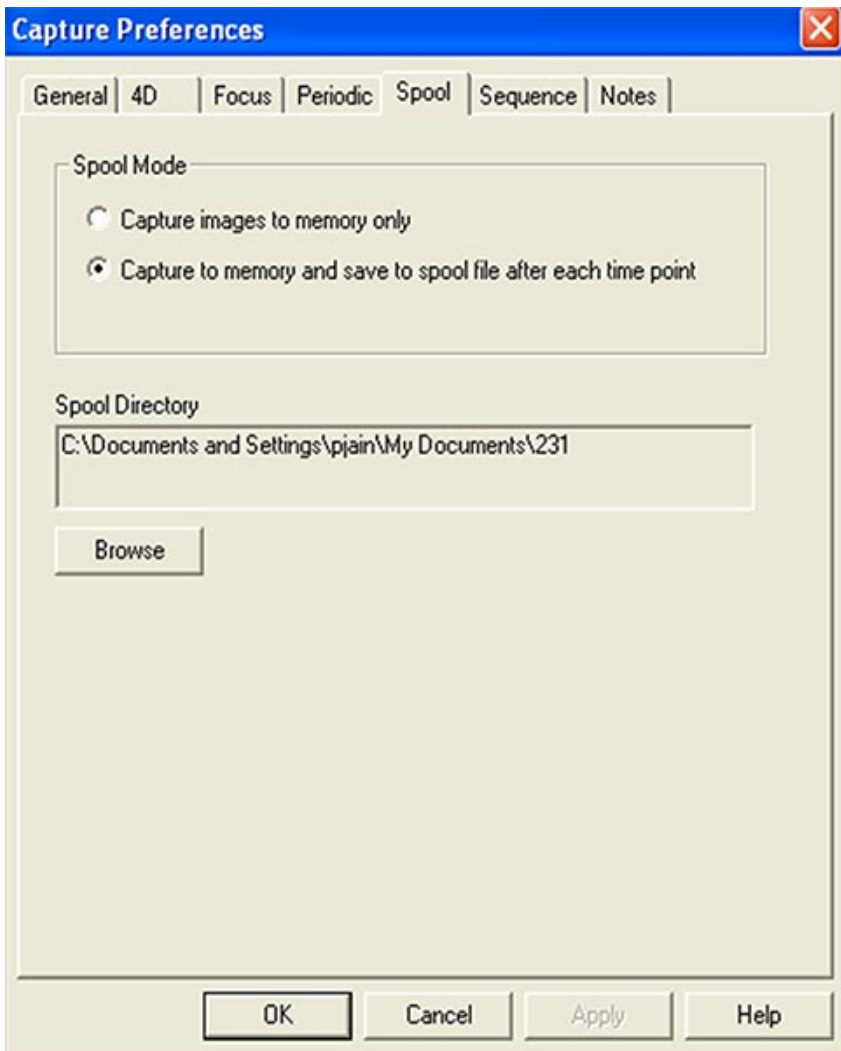 Capture Preferences
General 4D Focus Periodic Spool Sequence Notes
Spool Mode
Capture images to memory only
Capture to memory and save to spool file after each time point
Spool Directory
C:\Documents and Settings\pjain\My Documents\231
Browse
OK Cancel Apply Help